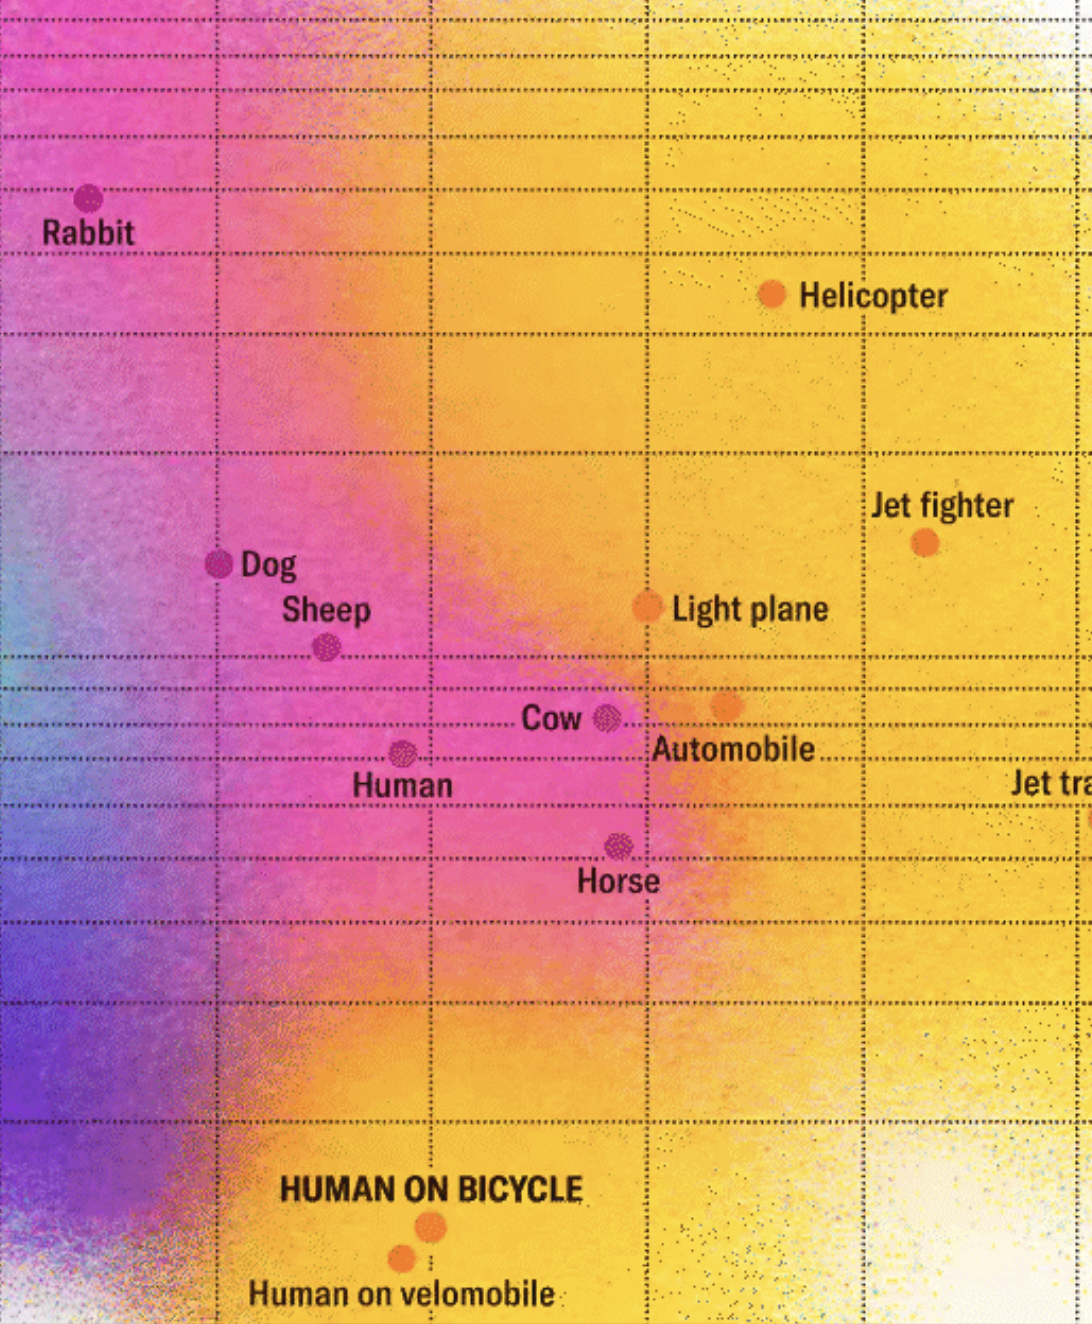 Rabbit
Helicopter
Jet fighter
Dog
Sheep
Light plane
Cow
Automobile
Human
Jet tra
Horse
HUMAN ON BICYCLE
Human on velomobile